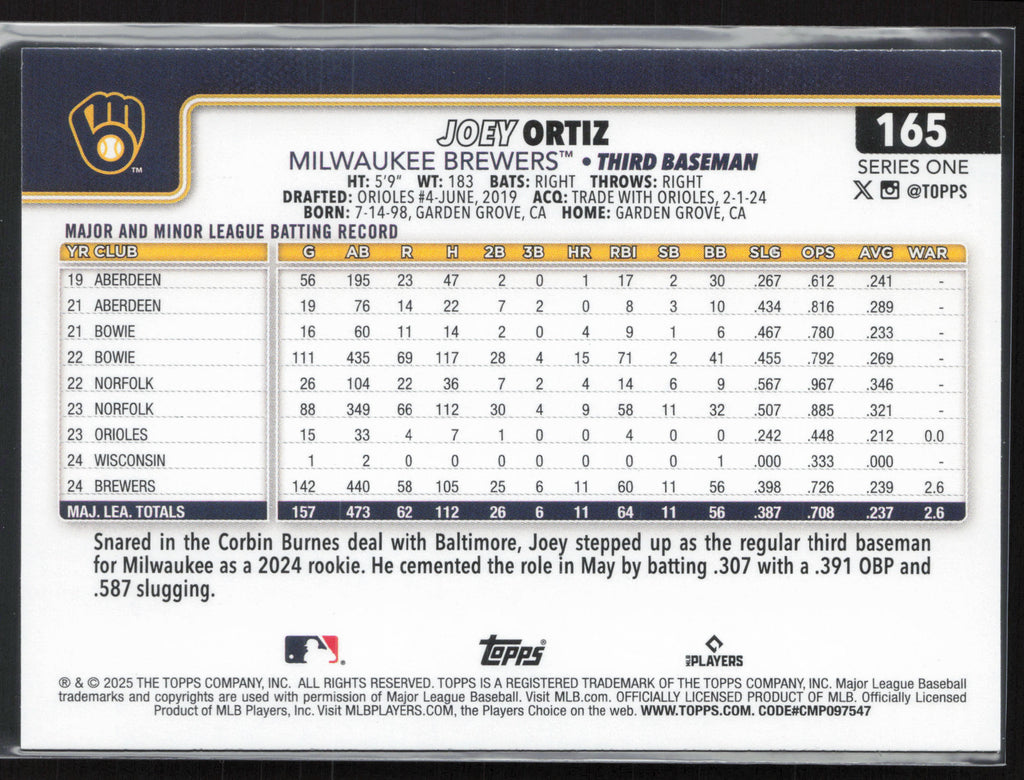 165
JOEY ORTIZ
MILWAUKEE BREWERS™ • THIRD BASEMAN
SERIES ONE
HT: 5'9" WT: 183 BATS: RIGHT THROWS: RIGHT
@TOPPS
DRAFTED: ORIOLES #4-JUNE, 2019 ACQ: TRADE WITH ORIOLES, 2-1-24
BORN: 7-14-98, GARDEN GROVE, CA HOME: GARDEN GROVE, CA
TM
MAJOR AND MINOR LEAGUE BATTING RECORD
YR CLUB G AB R H 2B 3B HR RBI SB BB SLG OPS AVG WAR
19 ABERDEEN 56 195 23 47 2 0 1 17 2 30 .267 .612 .241 -
21 ABERDEEN 19 76 14 22 7 2 0 8 3 10 .434 .816 .289 -
21 BOWIE 16 60 11 14 2 0 4 9 1 6 .467 .780 .233 -
22 BOWIE 111 435 69 117 28 4 15 71 2 41 .455 .792 .269 -
22 NORFOLK 26 104 22 36 7 2 4 14 6 9 .567 .967 .346 -
23 NORFOLK 88 349 66 112 30 4 9 58 11 32 .507 .885 .321 -
23 ORIOLES 15 33 4 7 1 0 0 4 0 0 .242 .448 .212 0.0
24 WISCONSIN 1 2 0 0 0 0 0 0 0 1 .000 .333 .000 -
24 BREWERS 142 440 58 105 25 6 11 60 11 56 .398 .726 .239 2.6
MAJ. LEA. TOTALS 157 473 62 112 26 6 11 64 11 56 .387 .708 .237 2.6
Snared in the Corbin Burnes deal with Baltimore, Joey stepped up as the regular third baseman
for Milwaukee as a 2024 rookie. He cemented the role in May by batting .307 with a .391 OBP and
.587 slugging.
® Topps® MLB PLAYERS
® & © 2025 THE TOPPS COMPANY, INC. ALL RIGHTS RESERVED. TOPPS IS A REGISTERED TRADEMARK OF THE TOPPS COMPANY, INC. Major League Baseball
trademarks and copyrights are used with permission of Major League Baseball. Visit MLB.com. OFFICIALLY LICENSED PRODUCT OF MLB. Officially Licensed
Product of MLB Players, Inc. Visit MLBPLAYERS.COM, the Players Choice on the web. WWW.TOPPS.COM. CODE#CMP097547